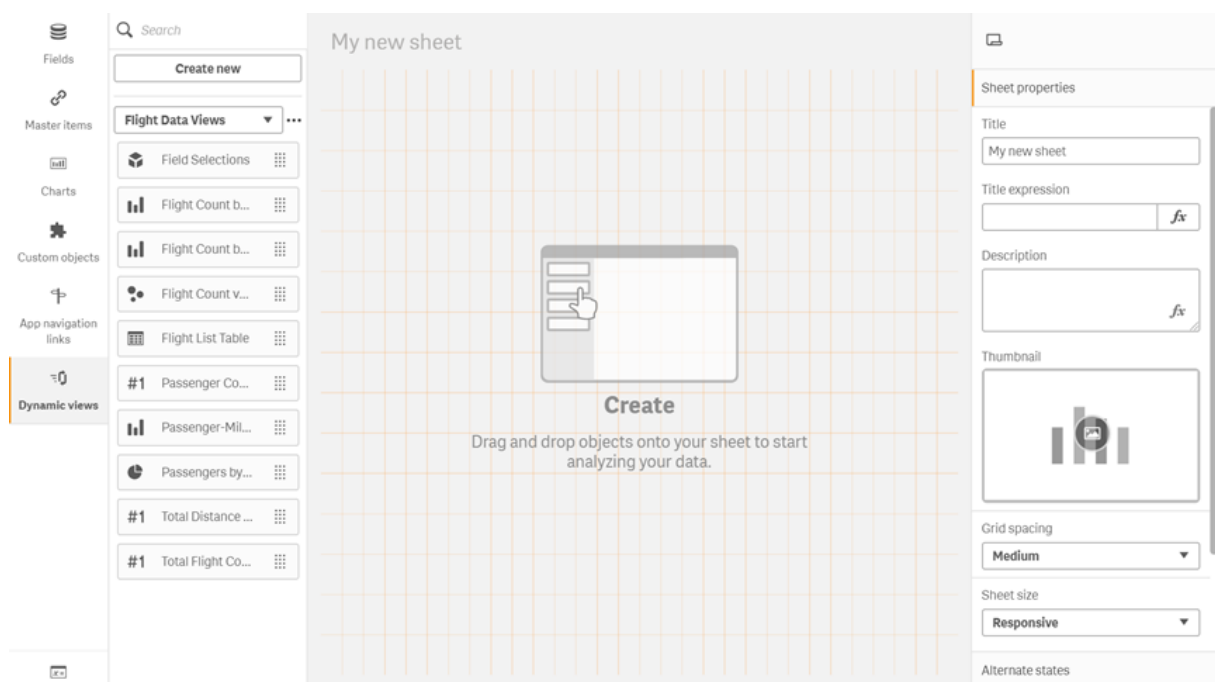 Fields
Master items
Charts
Custom objects
App navigation
links
Dynamic views
Search
Create new
Flight Data Views
Field Selections
Flight Count b...
Flight Count b...
Flight Count v...
Flight List Table
#1 Passenger Co...
Passenger-Mil...
Passengers by...
#1 Total Distance ...
#1 Total Flight Co...
My new sheet
Create
Drag and drop objects onto your sheet to start
analyzing your data.
Sheet properties
Title
My new sheet
Title expression
fx
Description
fx
Thumbnail
Grid spacing
Medium
Sheet size
Responsive
Alternate states